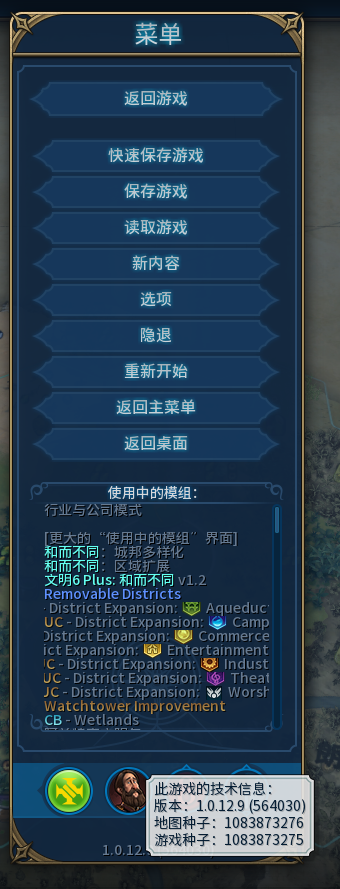 菜单
返回游戏
快速保存游戏
保存游戏
读取游戏
新内容
选项
隐退
重新开始
返回主菜单
返回桌面
使用中的模组：
行业与公司模式
[更大的“使用中的模组”界面]
和而不同：城邦多样化
和而不同：区域扩展
文明6 Plus: 和而不同 v1.2
Removable Districts
- District Expansion: Aqueduc
UC - District Expansion: Camp
District Expansion: Commerce
ict Expansion: Entertainment
JC - District Expansion: Indust
UC - District Expansion: Theat
JC - District Expansion: Worsh
Watchtower Improvement
CB - Wetlands
此游戏的技术信息：
版本：1.0.12.9 (564030)
地图种子：1083873276
游戏种子：1083873275
1.0.12.